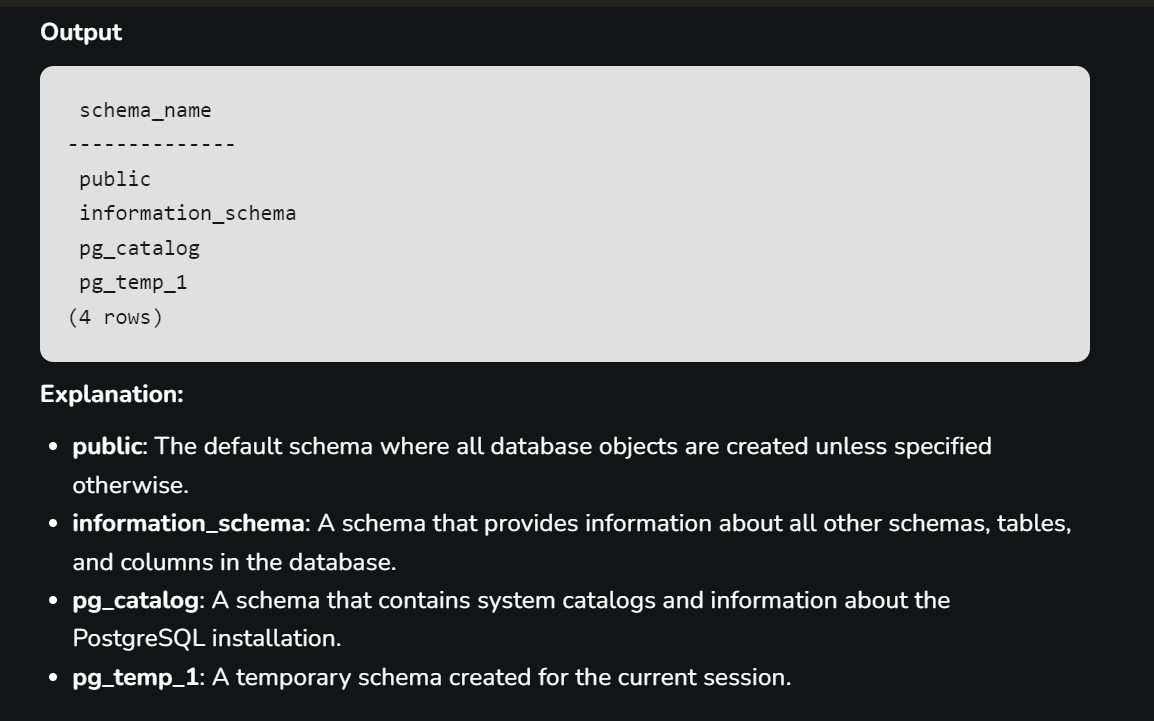 Output
schema_name
--------------
public
information_schema
pg_catalog
pg_temp_1
(4 rows)
Explanation:
• public: The default schema where all database objects are created unless specified
otherwise.
• information_schema: A schema that provides information about all other schemas, tables,
and columns in the database.
• pg_catalog: A schema that contains system catalogs and information about the
PostgreSQL installation.
• pg_temp_1: A temporary schema created for the current session.